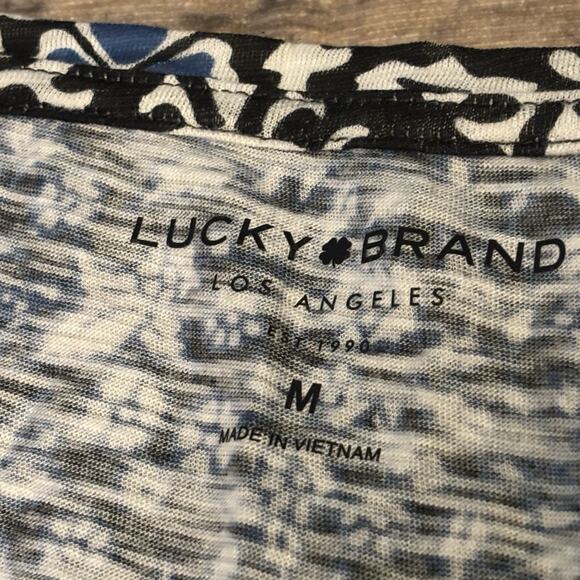 LUCKY BRAND
LOS ANGELES
EST. 1990
M
MADE IN VIETNAM